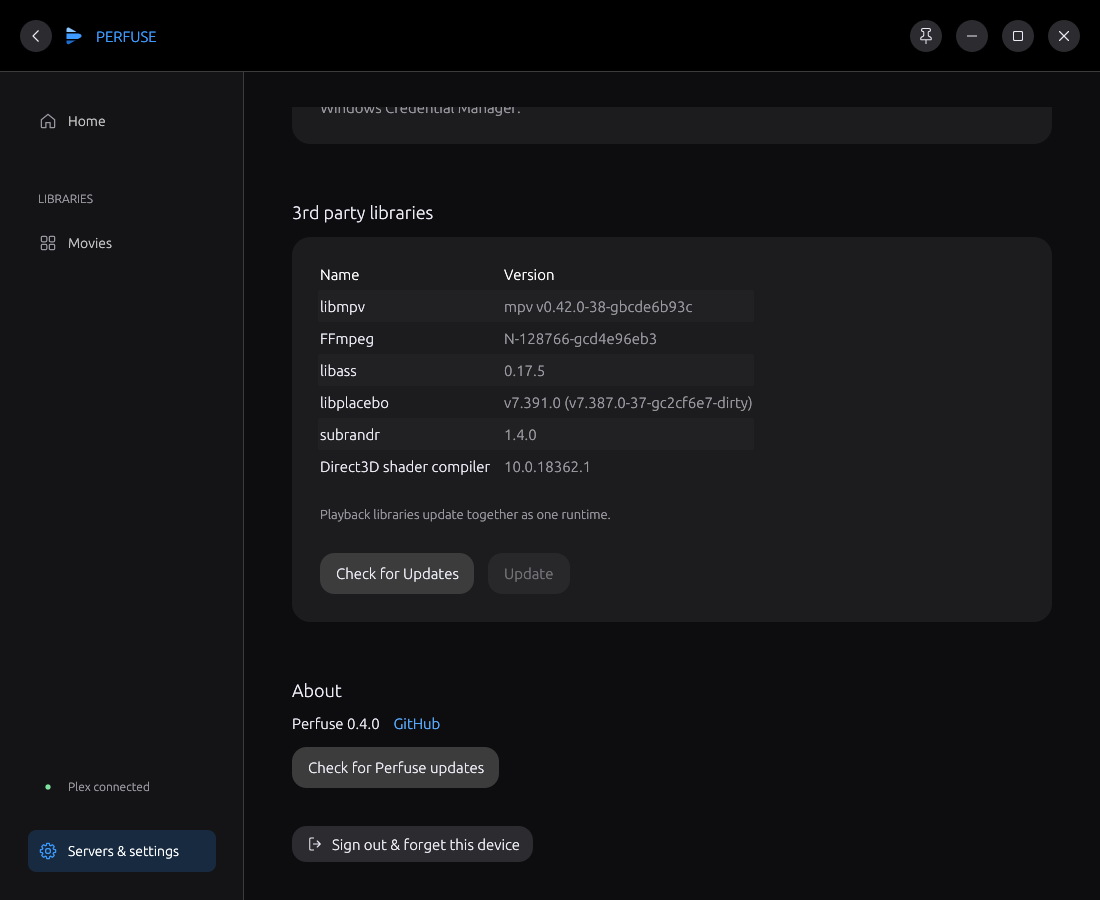 PERFUSE
Home
LIBRARIES
Movies
Plex connected
Servers & settings
Windows Credential Manager.
3rd party libraries
Name Version
libmpv mpv v0.42.0-38-gbcde6b93c
FFmpeg N-128766-gcd4e96eb3
libass 0.17.5
libplacebo v7.391.0 (v7.387.0-37-gc2cf6e7-dirty)
subrandr 1.4.0
Direct3D shader compiler 10.0.18362.1
Playback libraries update together as one runtime.
Check for Updates Update
About
Perfuse 0.4.0 GitHub
Check for Perfuse updates
Sign out & forget this device